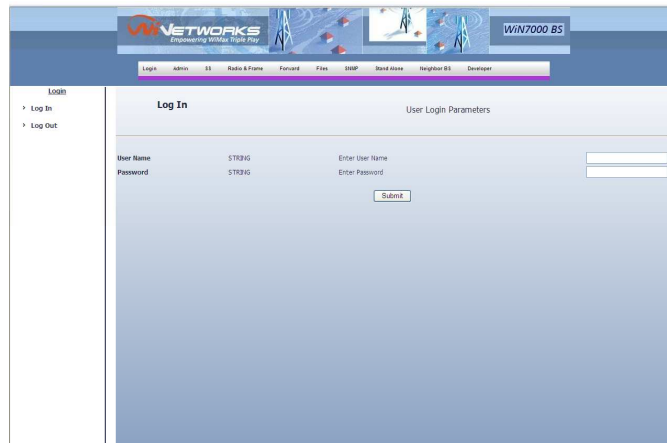 WiNETWORKS
Empowering WiMax Triple Play
WiN7000 BS
Login Admin SS Radio & Frame Forward Files SNMP Stand Alone Neighbor BS Developer
Login
> Log In
> Log Out
Log In
User Login Parameters
User Name STRING Enter User Name
Password STRING Enter Password
Submit